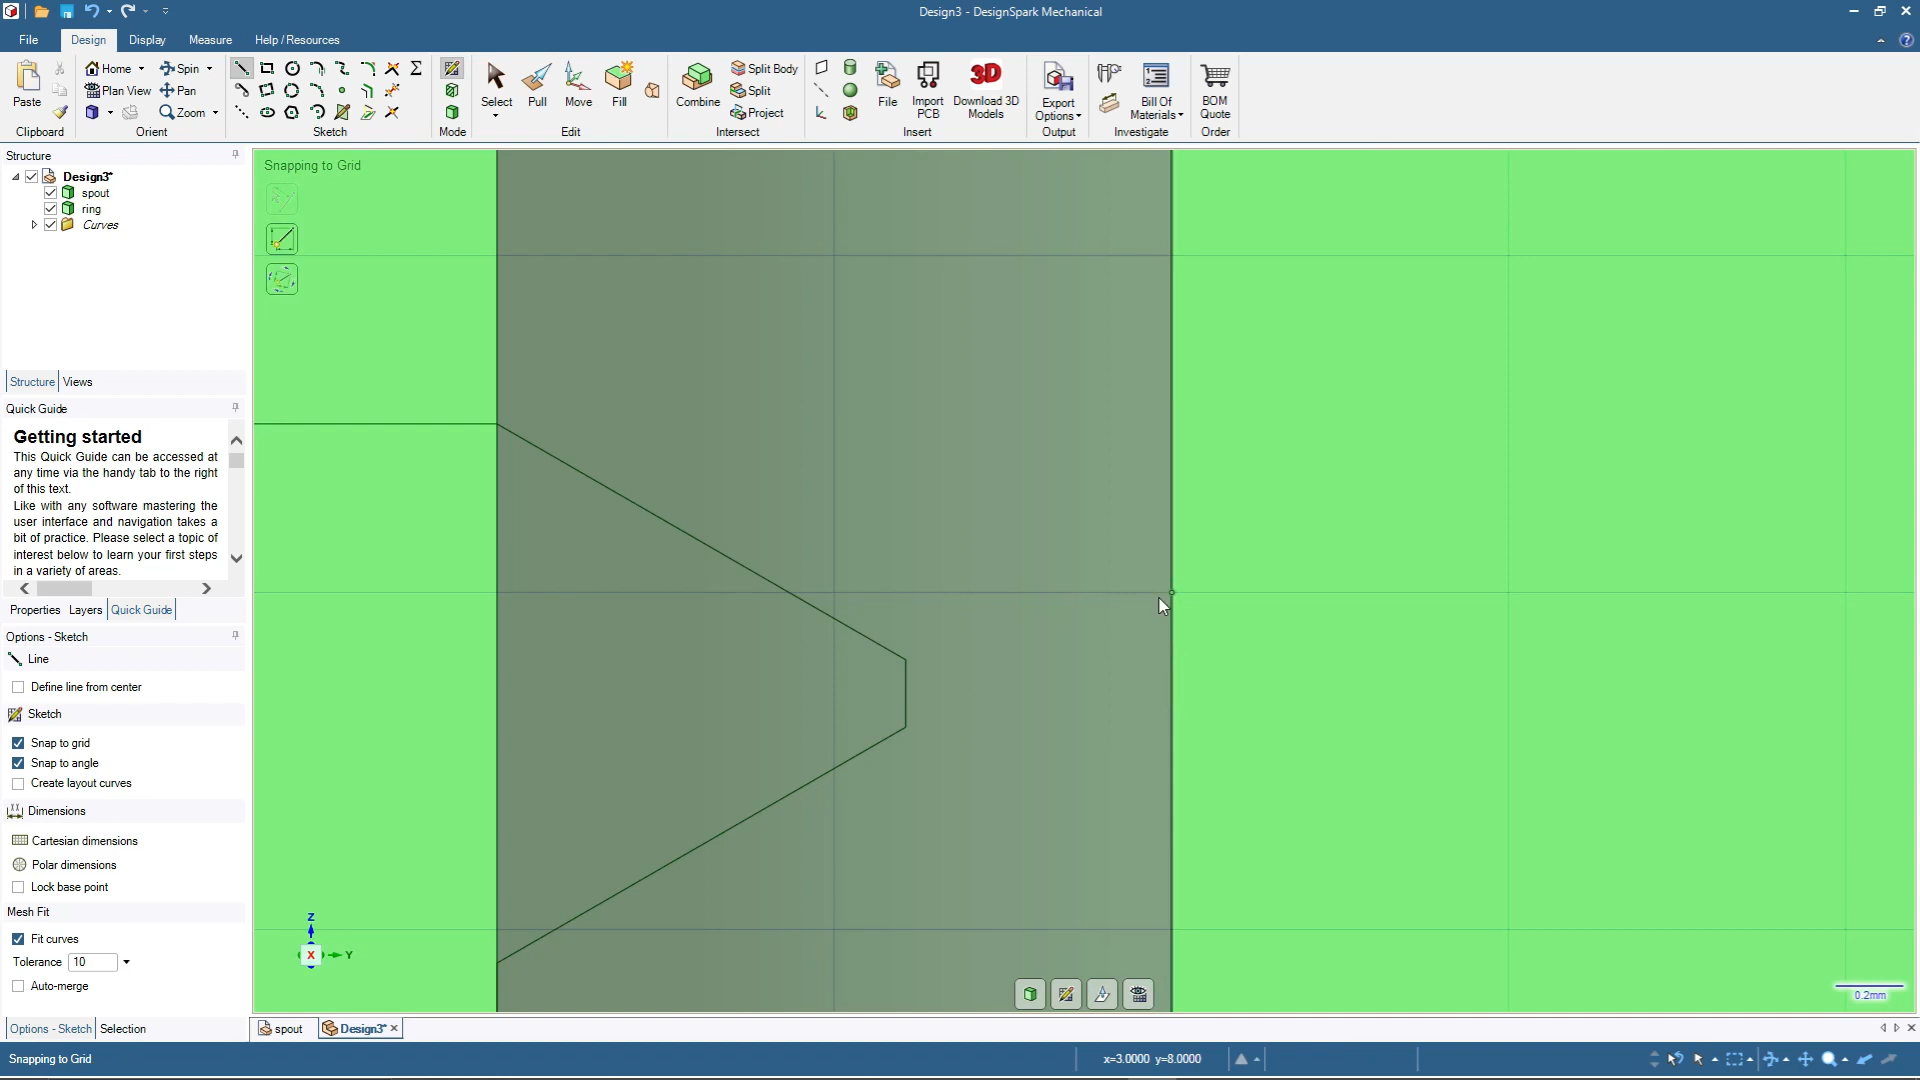 Design3 - DesignSpark Mechanical
File
Design
Display
Measure
Help / Resources
Paste
Clipboard
Home
Spin
Plan View
Pan
Zoom
Orient
Sketch
Mode
Select
Pull
Move
Fill
Edit
Combine
Split Body
Split
Project
Intersect
File
Import
PCB
Download 3D
Models
3D
Insert
Export
Options
Output
Bill Of
Materials
Investigate
BOM
Quote
Order
Structure
Design3*
spout
ring
Curves
Structure
Views
Quick Guide
Getting started
This Quick Guide can be accessed at
any time via the handy tab to the right
of this text.
Like with any software mastering the
user interface and navigation takes a
bit of practice. Please select a topic of
interest below to learn your first steps
in a variety of areas.
Properties
Layers
Quick Guide
Options - Sketch
Line
Define line from center
Sketch
Snap to grid
Snap to angle
Create layout curves
Dimensions
Cartesian dimensions
Polar dimensions
Lock base point
Mesh Fit
Fit curves
Tolerance 10
Auto-merge
Options - Sketch
Selection
Snapping to Grid
Z
X
Y
0.2mm
spout
Design3*
Snapping to Grid
x=3.0000 y=8.0000